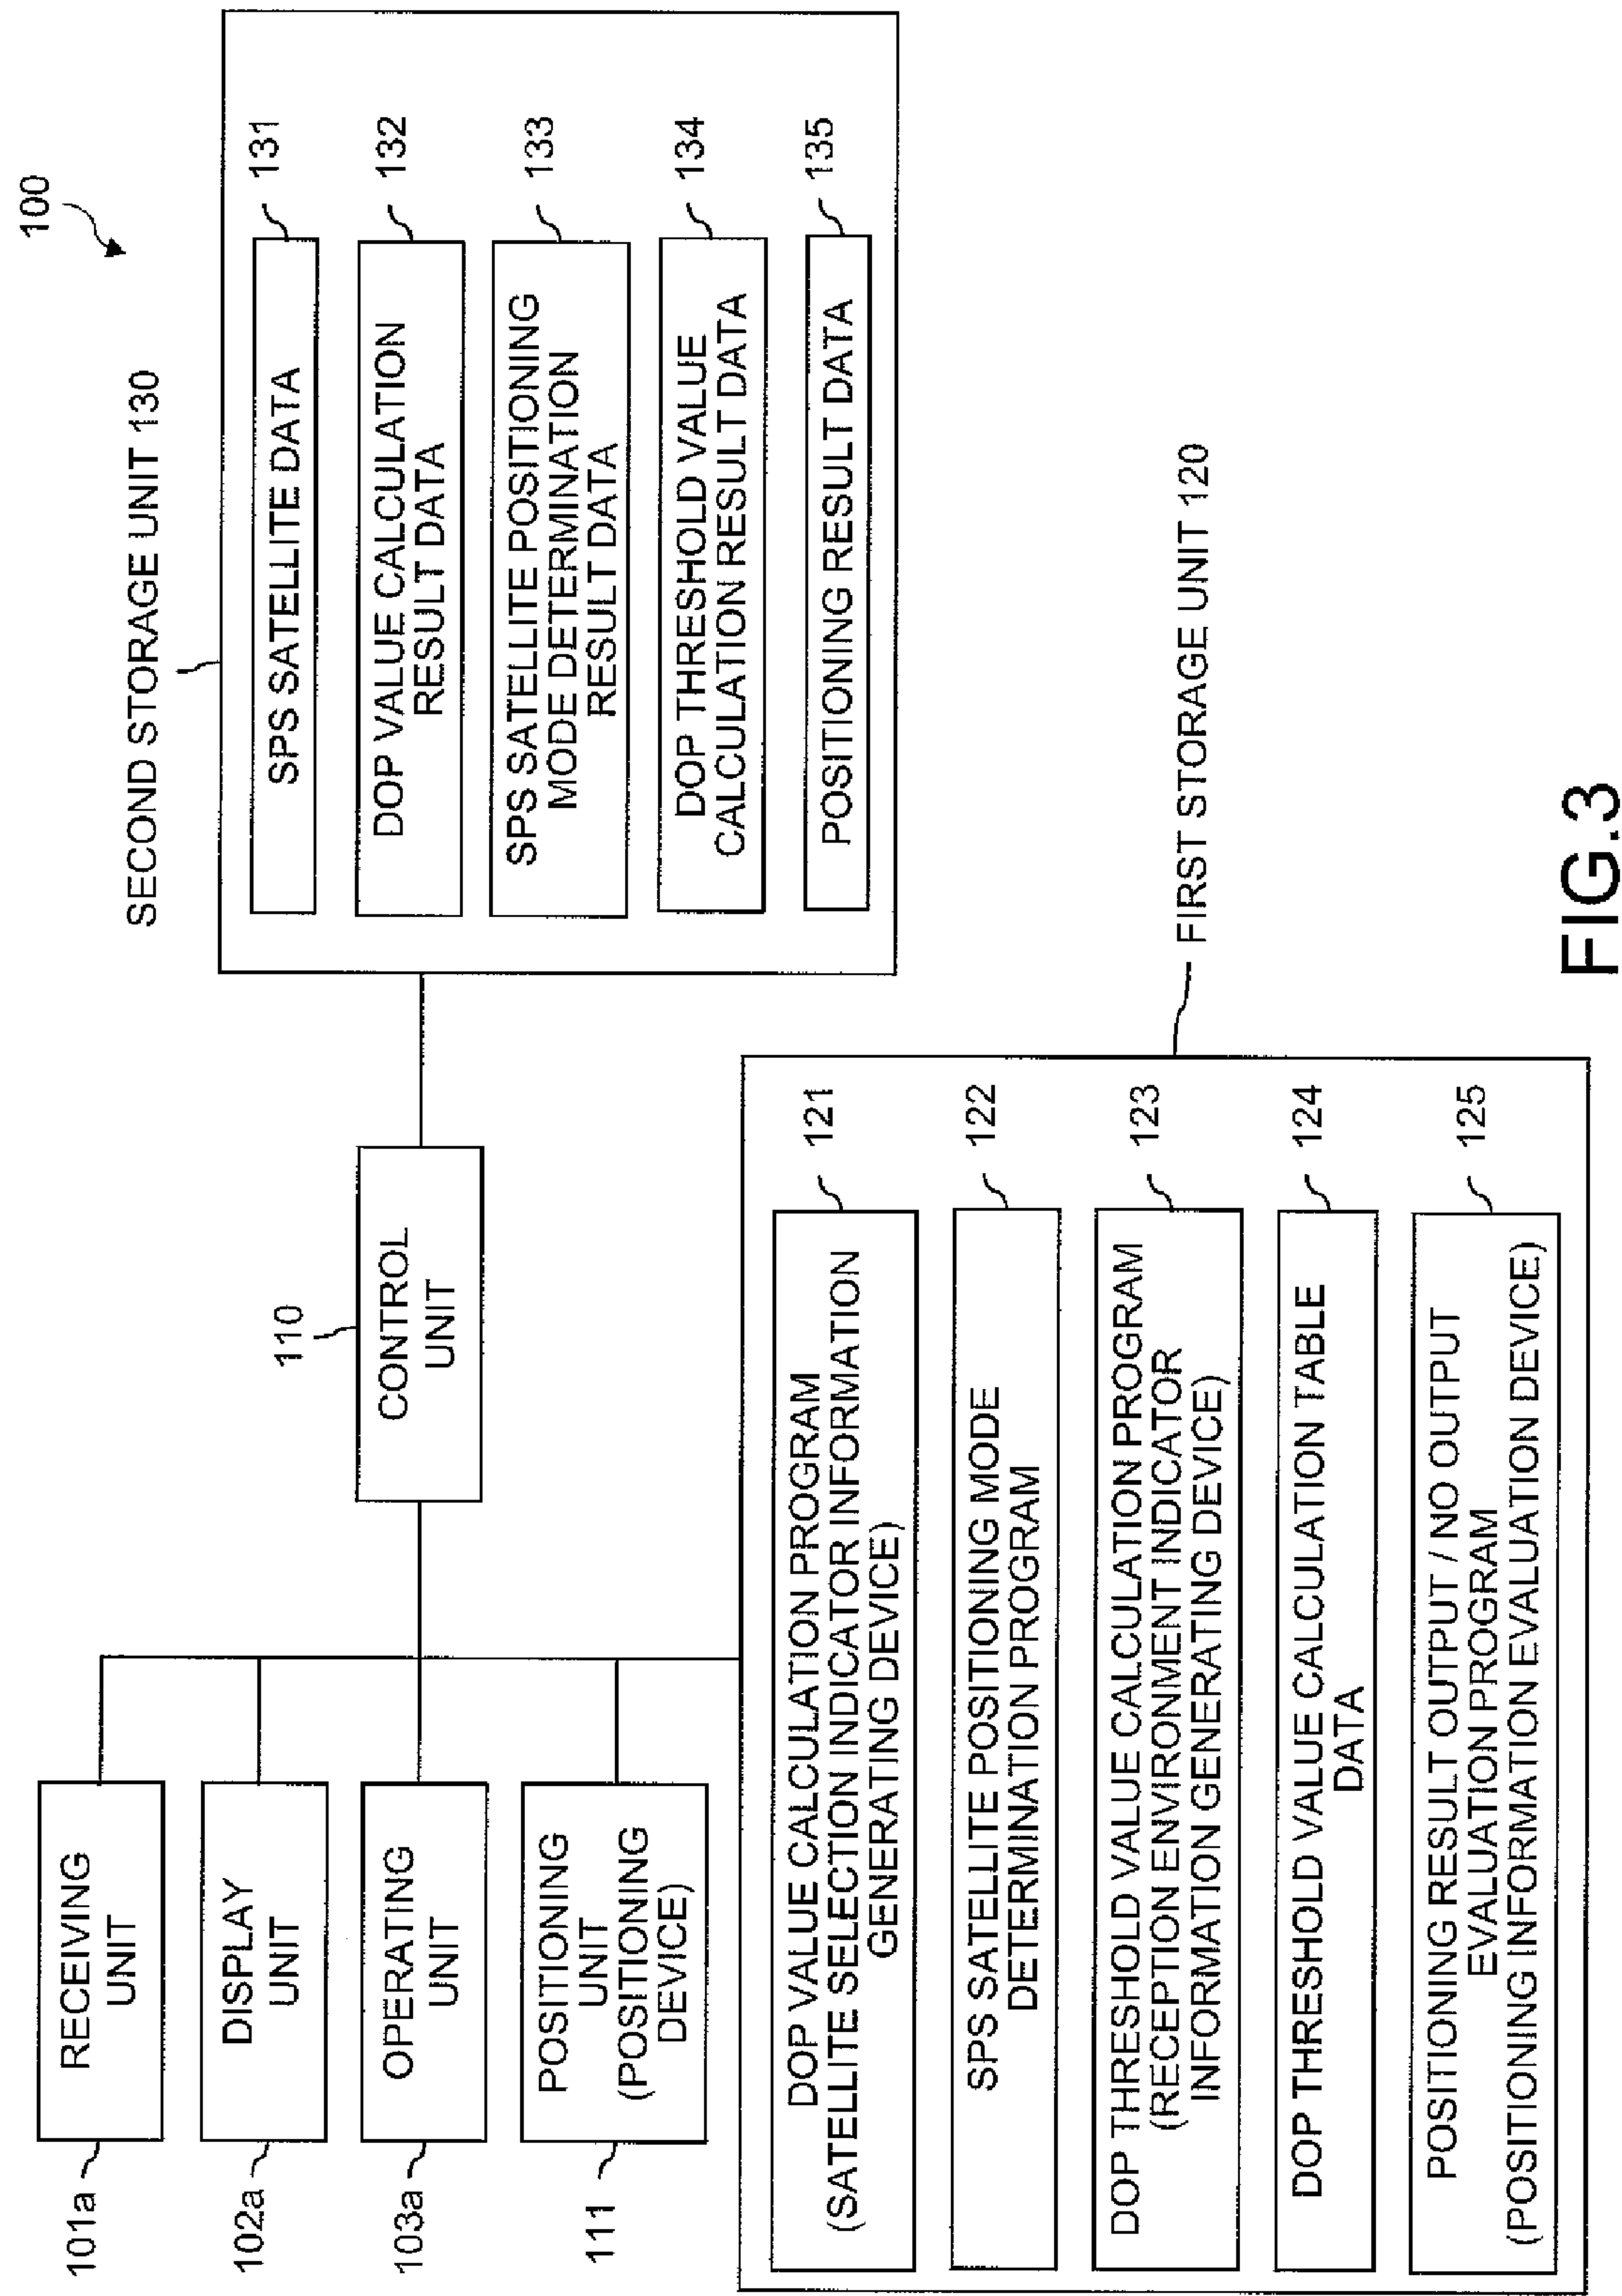 100
101a
RECEIVING
UNIT
102a
DISPLAY
UNIT
103a
OPERATING
UNIT
111
POSITIONING
UNIT
(POSITIONING
DEVICE)
110
CONTROL
UNIT
SECOND STORAGE UNIT 130
SPS SATELLITE DATA
131
DOP VALUE CALCULATION
RESULT DATA
132
SPS SATELLITE POSITIONING
MODE DETERMINATION
RESULT DATA
133
DOP THRESHOLD VALUE
CALCULATION RESULT DATA
134
POSITIONING RESULT DATA
135
DOP VALUE CALCULATION PROGRAM
(SATELLITE SELECTION INDICATOR INFORMATION
GENERATING DEVICE)
121
SPS SATELLITE POSITIONING MODE
DETERMINATION PROGRAM
122
DOP THRESHOLD VALUE CALCULATION PROGRAM
(RECEPTION ENVIRONMENT INDICATOR
INFORMATION GENERATING DEVICE)
123
DOP THRESHOLD VALUE CALCULATION TABLE
DATA
124
POSITIONING RESULT OUTPUT / NO OUTPUT
EVALUATION PROGRAM
(POSITIONING INFORMATION EVALUATION DEVICE)
125
FIRST STORAGE UNIT 120
FIG.3